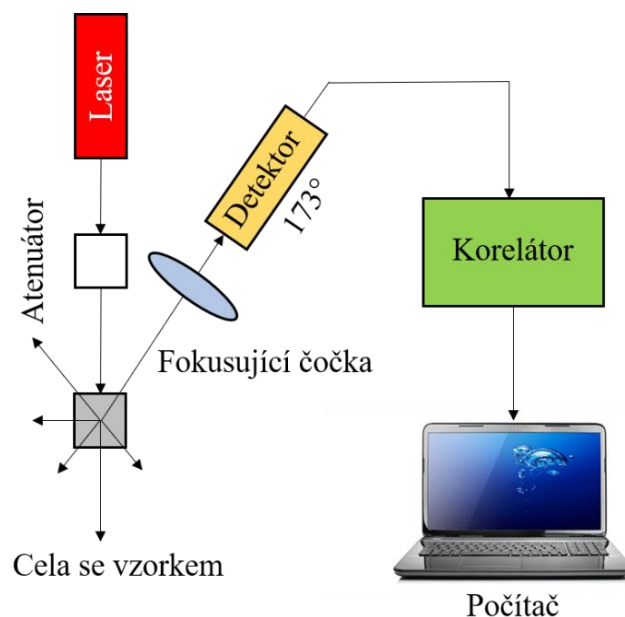 Laser
Detektor
173°
Atenuátor
Korelátor
Fokusující čočka
Cela se vzorkem
Počítač